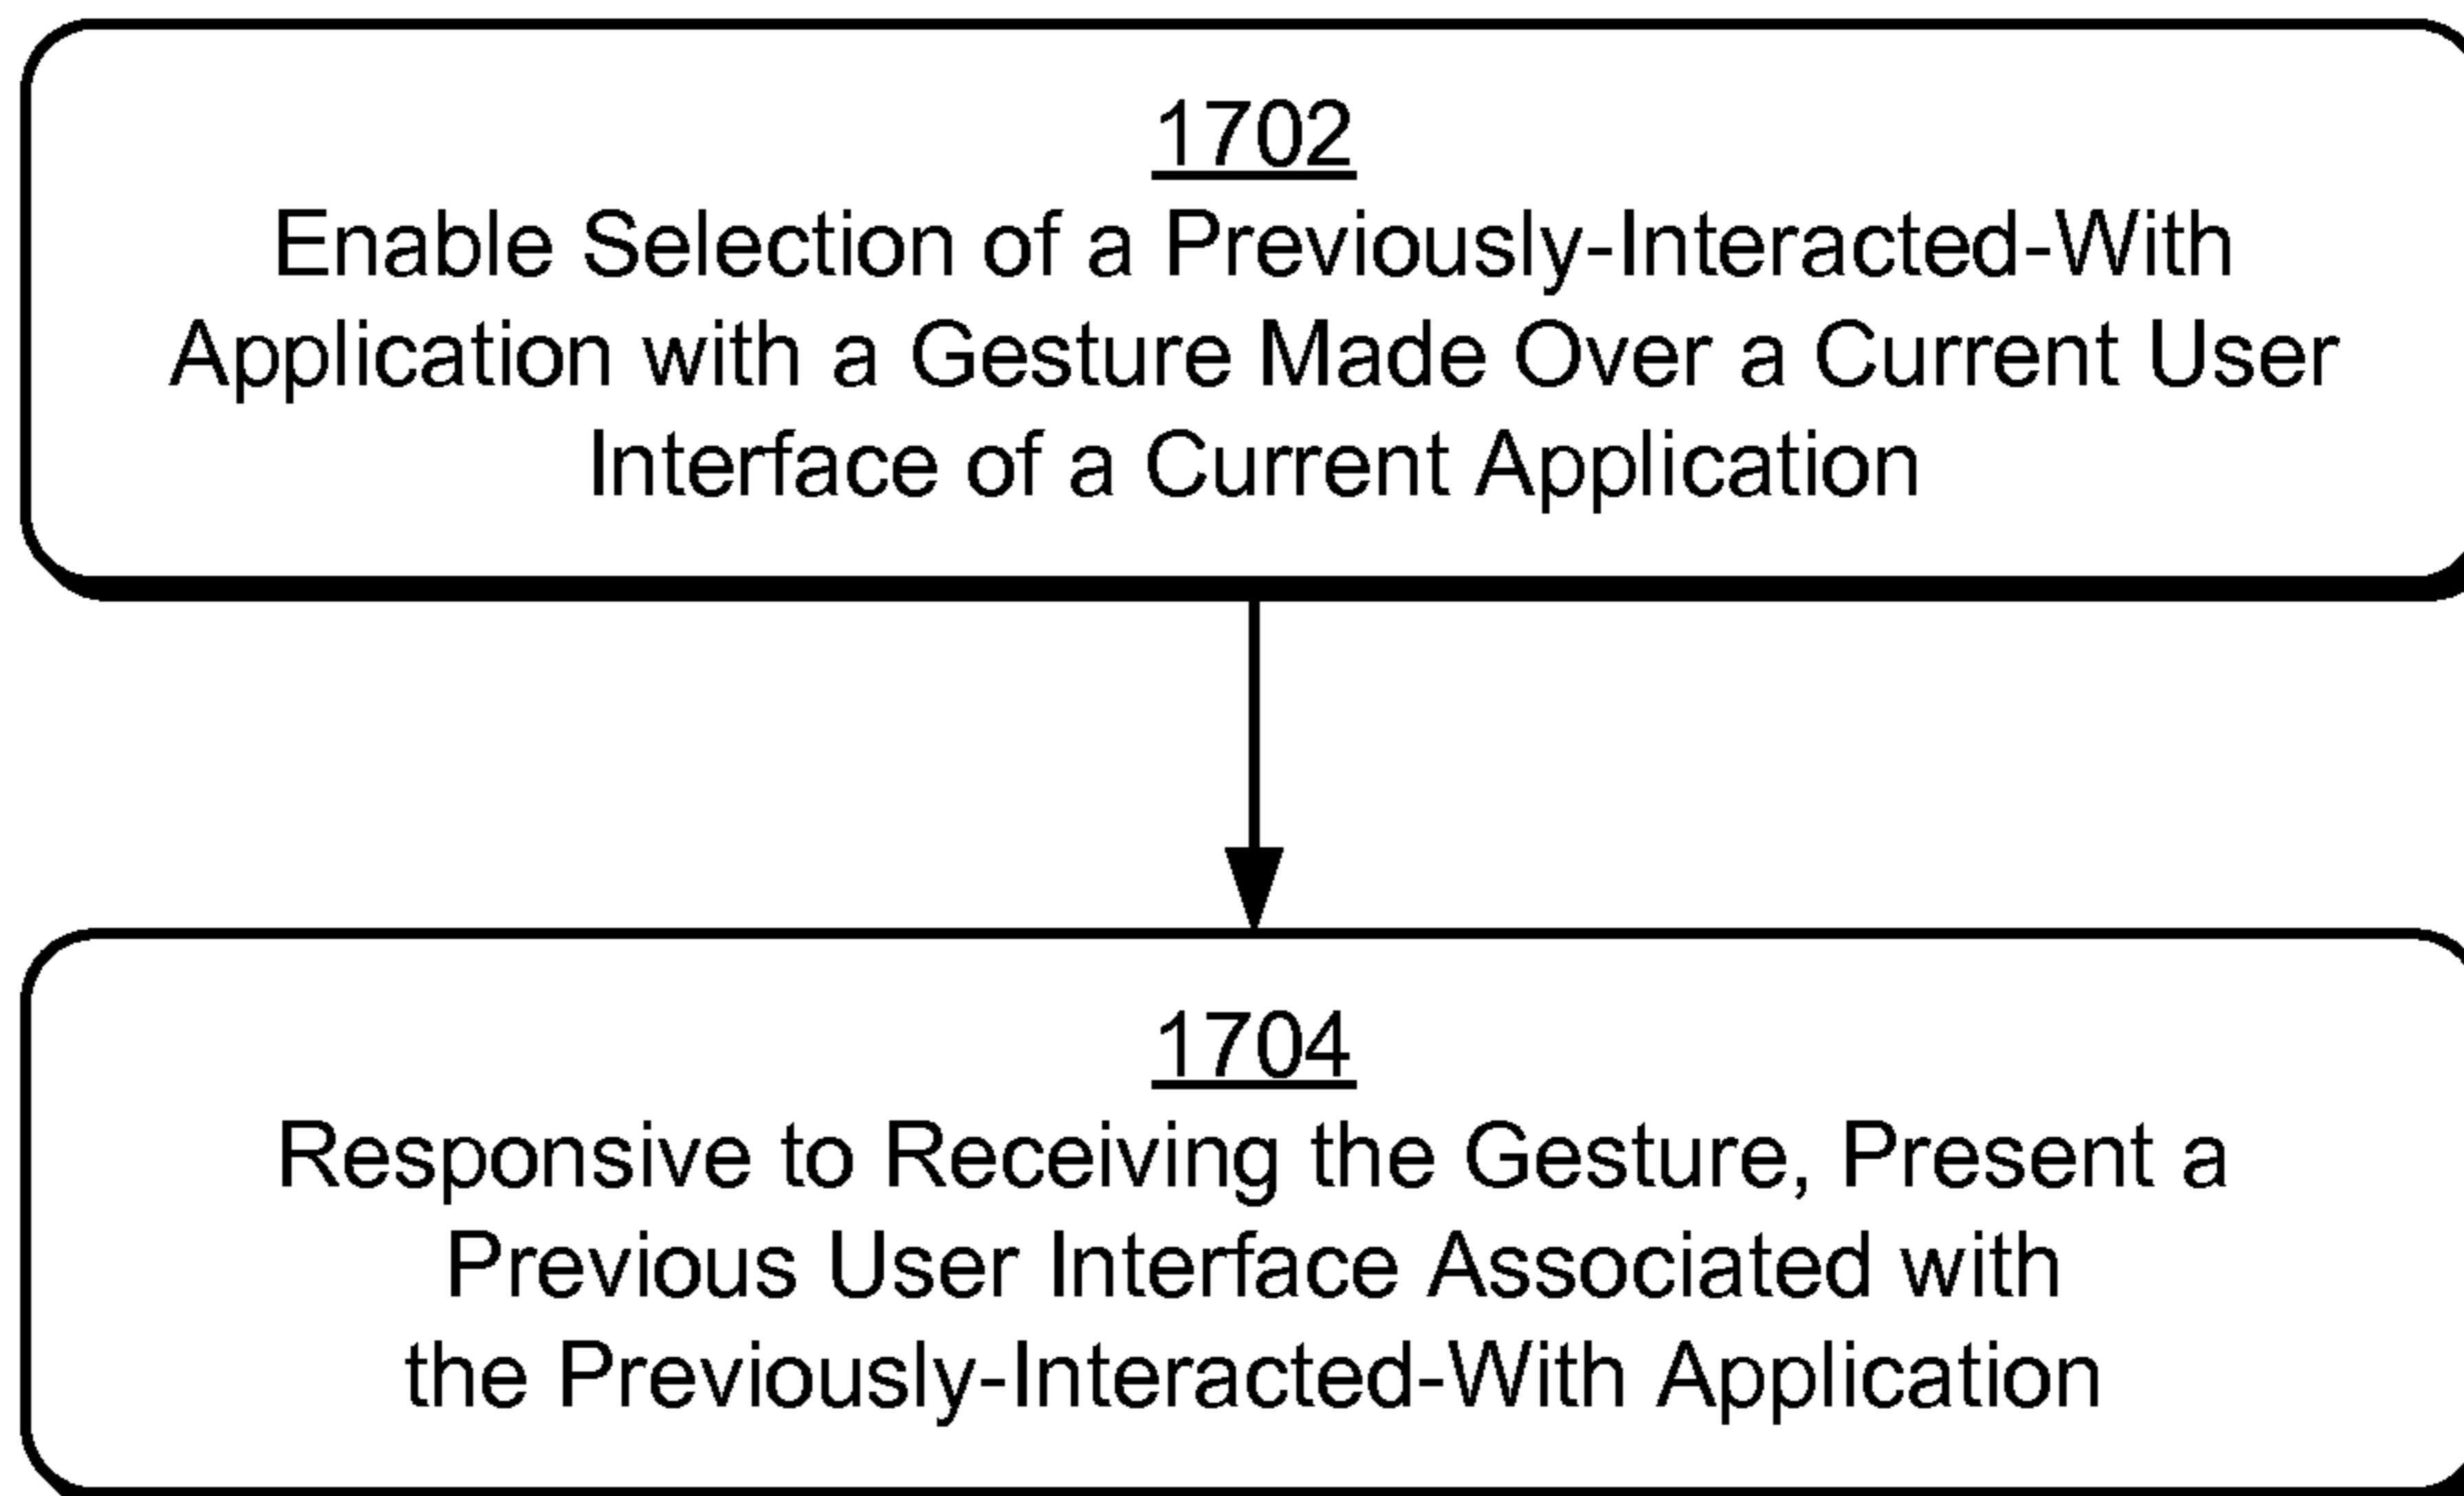 1702
Enable Selection of a Previously-Interacted-With
Application with a Gesture Made Over a Current User
Interface of a Current Application
1704
Responsive to Receiving the Gesture, Present a
Previous User Interface Associated with
the Previously-Interacted-With Application